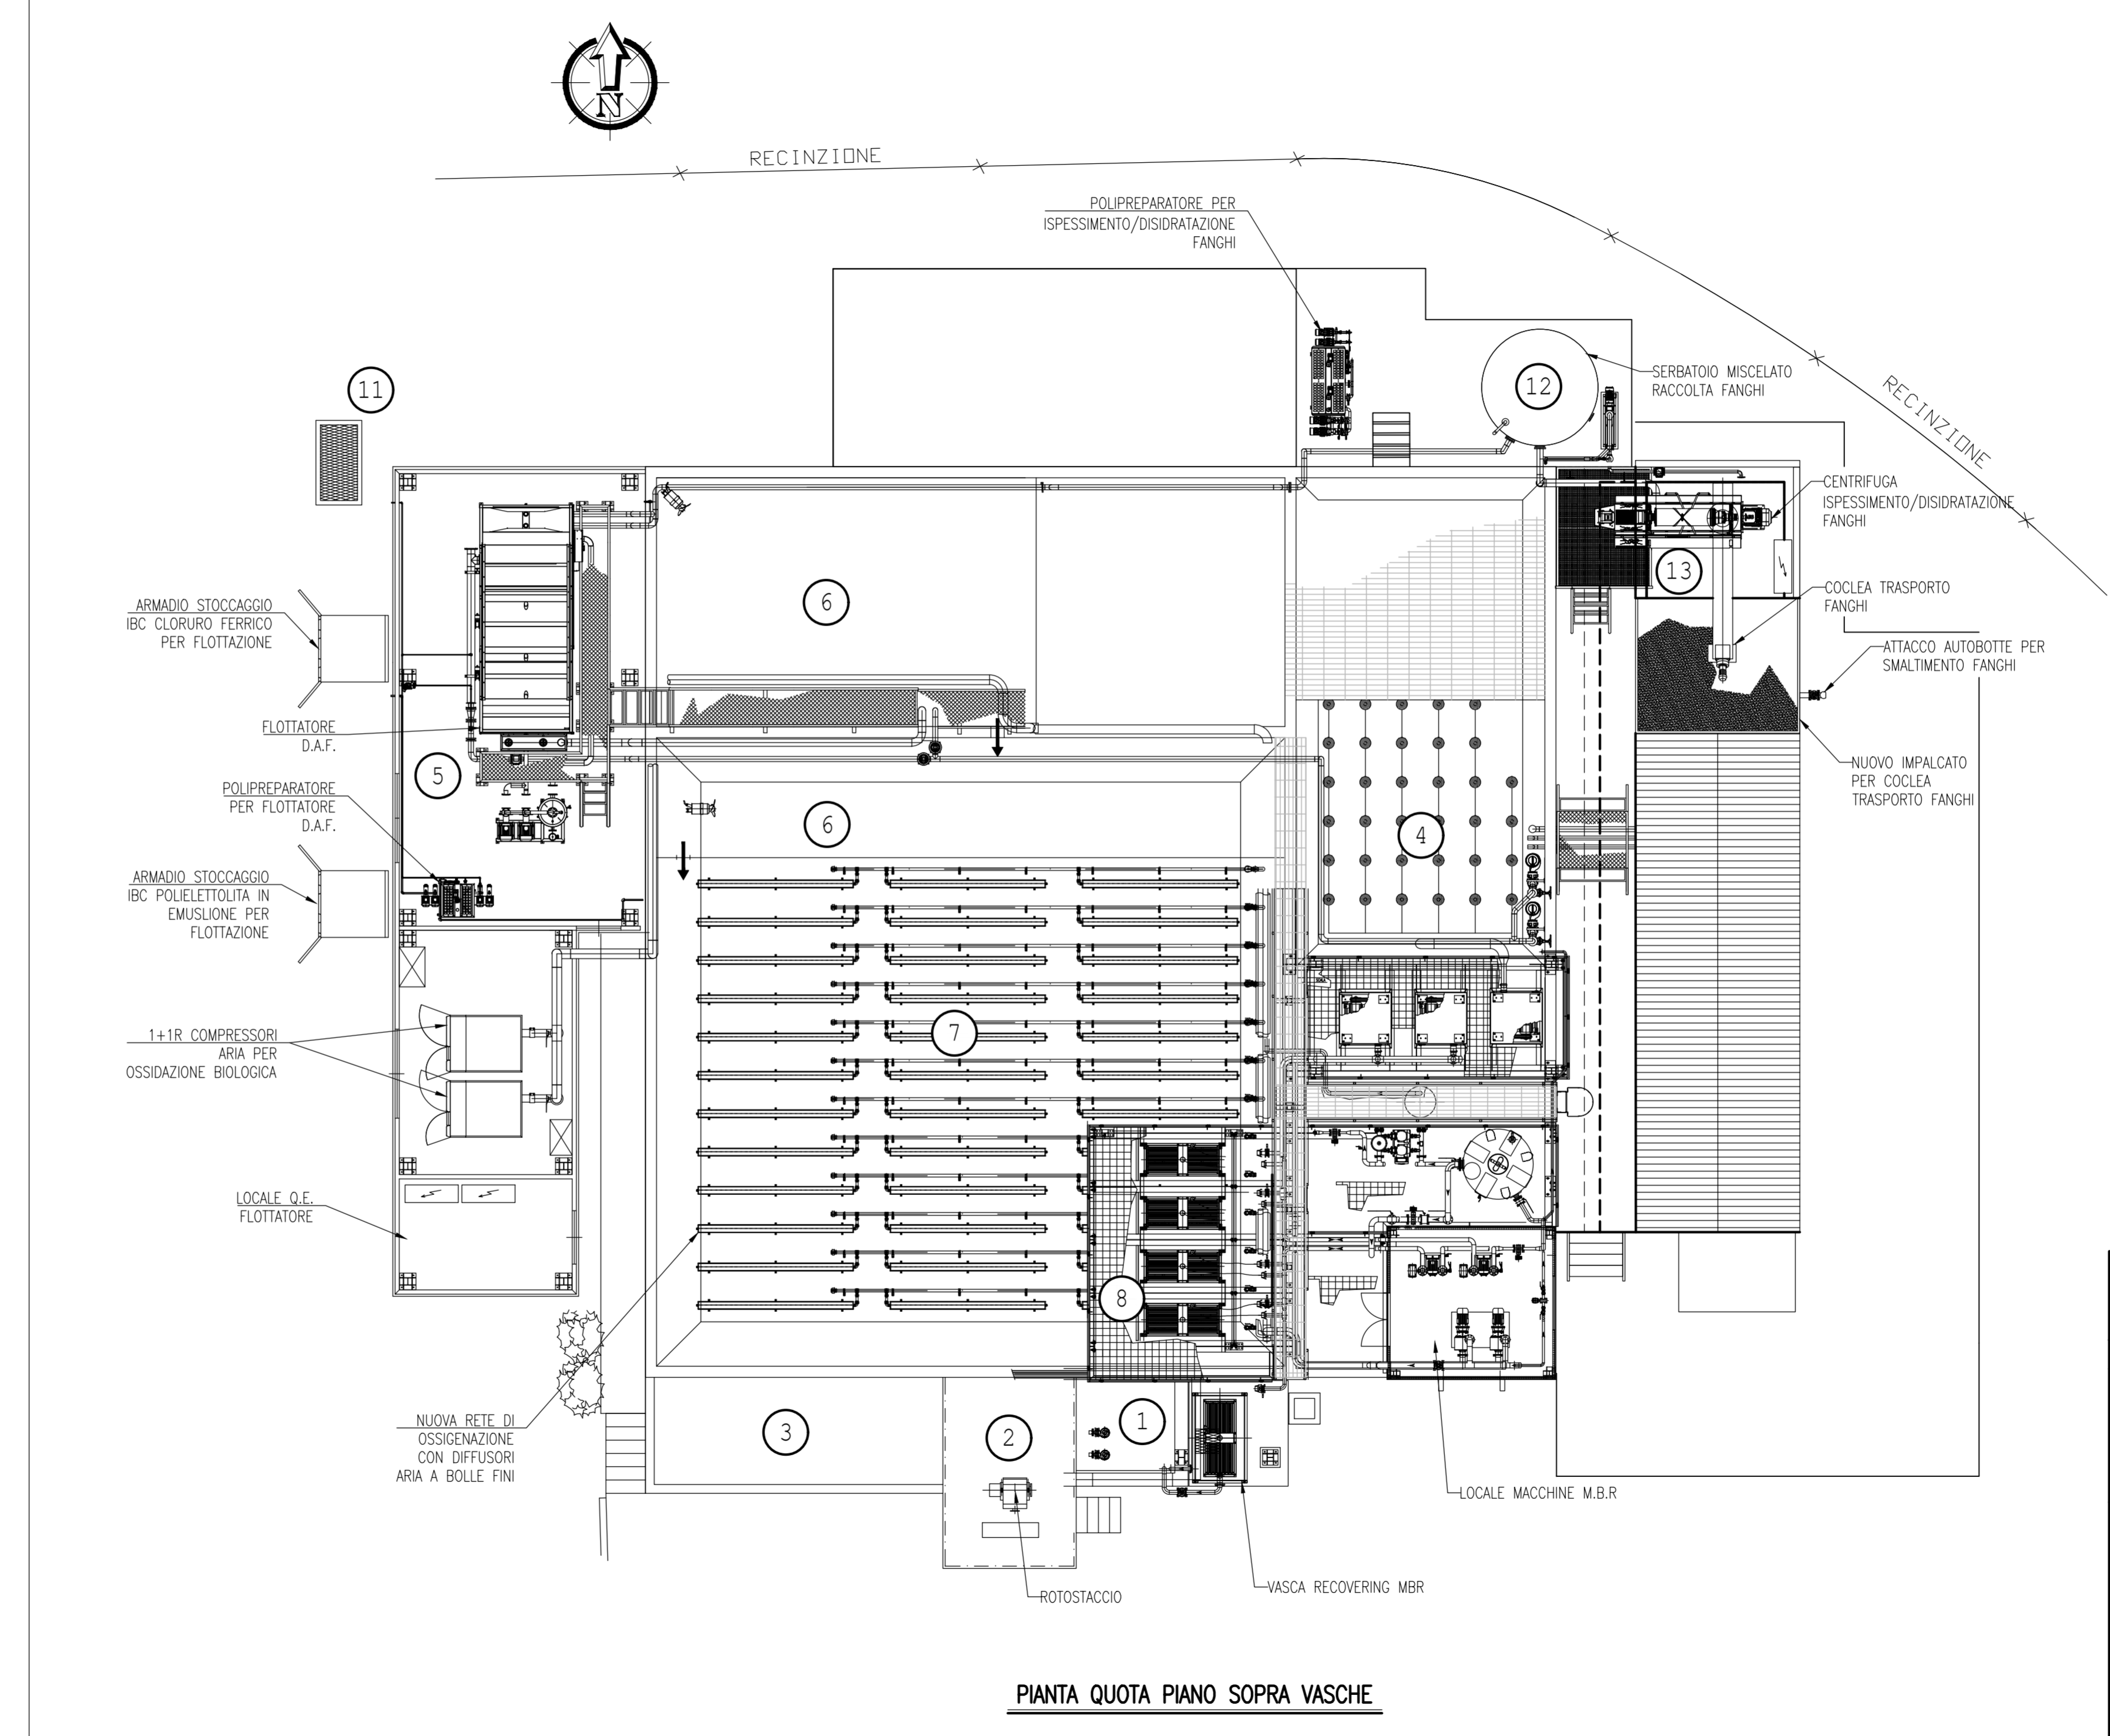 N
RECINZIONE
POLIPREPARATORE PER
ISPESSIMENTO/DISIDRATAZIONE
FANGHI
11
12
SERBATOIO MISCELATO
RACCOLTA FANGHI
RECINZIONE
CENTRIFUGA
ISPESSIMENTO/DISIDRATAZIONE
FANGHI
13
COCLEA TRASPORTO
FANGHI
ATTACCO AUTOBOTTE PER
SMALTIMENTO FANGHI
NUOVO IMPALCATO
PER COCLEA
TRASPORTO FANGHI
ARMADIO STOCCAGGIO
IBC CLORURO FERRICO
PER FLOTTAZIONE
6
FLOTTATORE
D.A.F.
5
POLIPREPARATORE
PER FLOTTATORE
D.A.F.
6
4
ARMADIO STOCCAGGIO
IBC POLIELETTOLITA IN
EMUSLIONE PER
FLOTTAZIONE
7
1+1R COMPRESSORI
ARIA PER
OSSIDAZIONE BIOLOGICA
LOCALE Q.E.
FLOTTATORE
8
NUOVA RETE DI
OSSIGENAZIONE
CON DIFFUSORI
ARIA A BOLLE FINI
3
2
1
LOCALE MACCHINE M.B.R
VASCA RECOVERING MBR
ROTOSTACCIO
PIANTA QUOTA PIANO SOPRA VASCHE